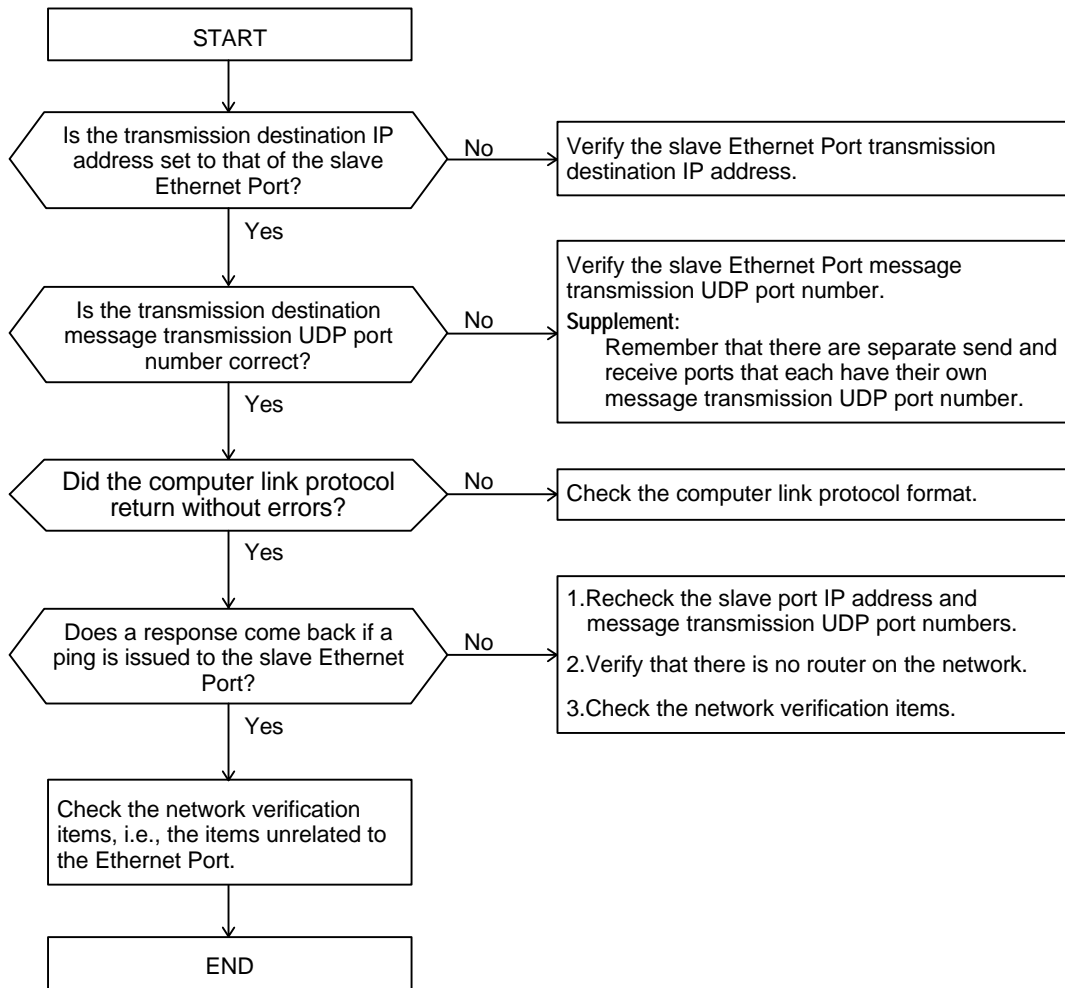 START
Is the transmission destination IP
address set to that of the slave
Ethernet Port?
No
Verify the slave Ethernet Port transmission
destination IP address.
Yes
Is the transmission destination
message transmission UDP port
number correct?
No
Verify the slave Ethernet Port message
transmission UDP port number.
Supplement:
Remember that there are separate send and
receive ports that each have their own
message transmission UDP port number.
Yes
Did the computer link protocol
return without errors?
No
Check the computer link protocol format.
Yes
Does a response come back if a
ping is issued to the slave Ethernet
Port?
No
1.Recheck the slave port IP address and
message transmission UDP port numbers.
2.Verify that there is no router on the network.
3.Check the network verification items.
Yes
Check the network verification
items, i.e., the items unrelated to
the Ethernet Port.
END